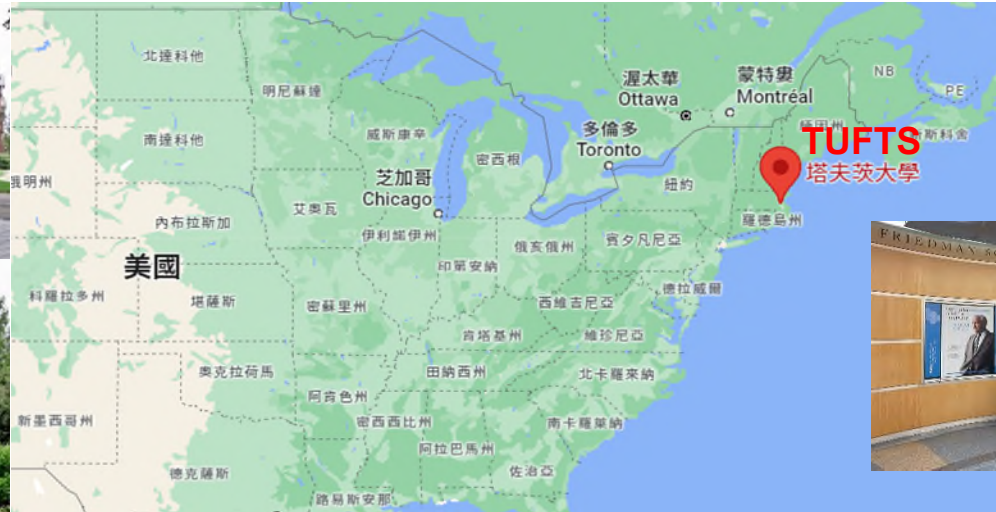 北達科他
明尼蘇達
渥太華
Ottawa
蒙特婁
Montréal
NB
PE
南達科他
威斯康辛
多倫多
Toronto
緬因州
斯科舍
TUFTS
塔夫茨大學
密西根
俄明州
芝加哥
Chicago
紐約
艾奧瓦
內布拉斯加
伊利諾伊州
羅德島州
俄亥俄州
賓夕凡尼亞
FRIEDMAN
印第安納
美國
科羅拉多州
堪薩斯
密蘇里州
西維吉尼亞
德拉威爾
肯塔基州
維珍尼亞
奧克拉荷馬
田納西州
北卡羅來納
阿肯色州
新墨西哥州
密西西比州
南卡羅萊納
阿拉巴馬州
德克薩斯
佐治亞
路易斯安那